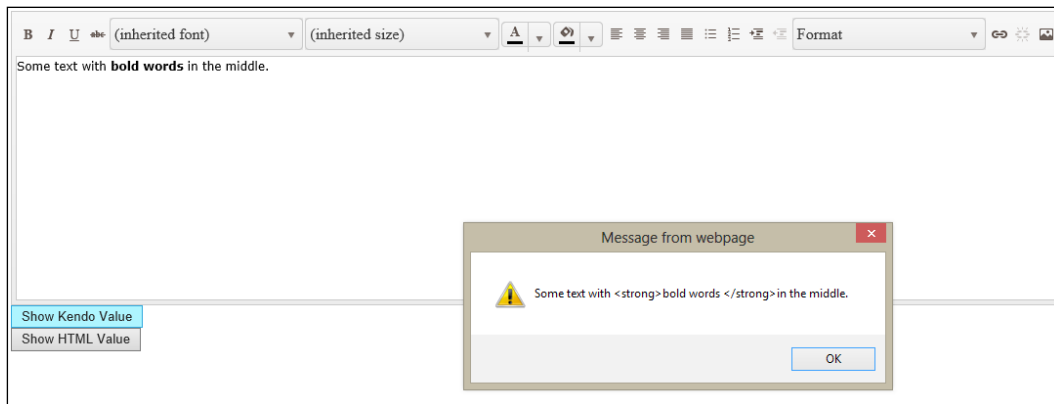 B I U abc (inherited font) (inherited size) A Format
Some text with bold words in the middle.
Message from webpage
Some text with <strong>bold words </strong>in the middle.
OK
Show Kendo Value
Show HTML Value